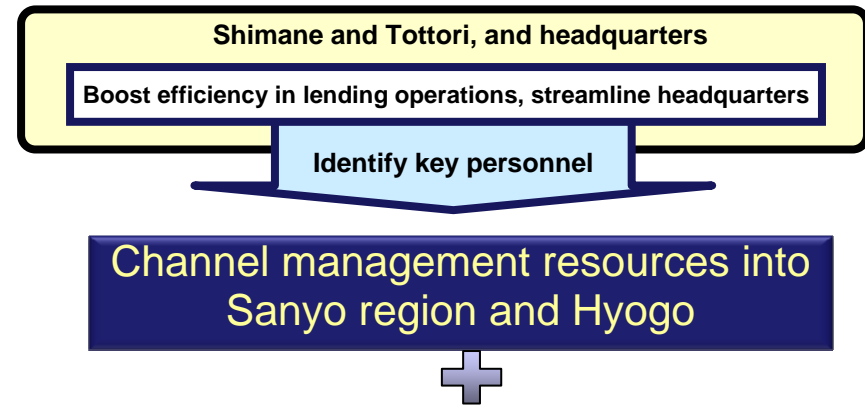 Shimane and Tottori, and headquarters
Boost efficiency in lending operations, streamline headquarters
Identify key personnel
Channel management resources into
Sanyo region and Hyogo